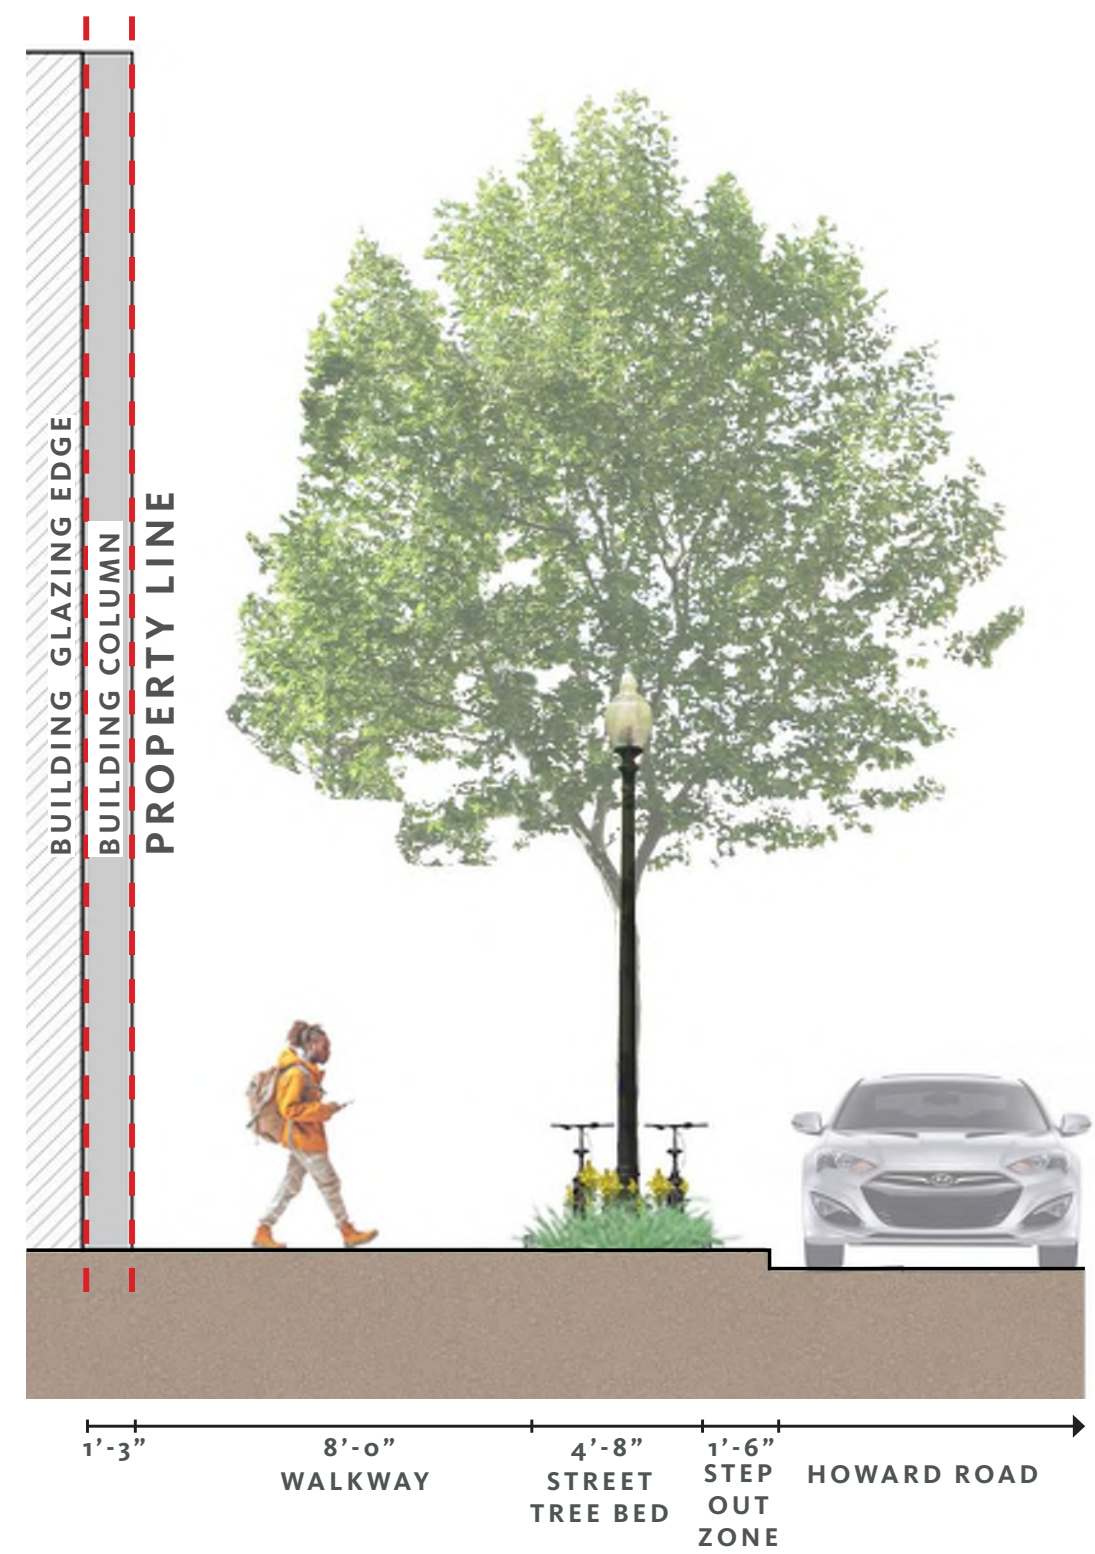 BUILDING GLAZING EDGE
BUILDING COLUMN
PROPERTY LINE
1’-3”
8’-0”
WALKWAY
4’-8”
STREET
TREE BED
1’-6”
STEP
OUT
ZONE
HOWARD ROAD